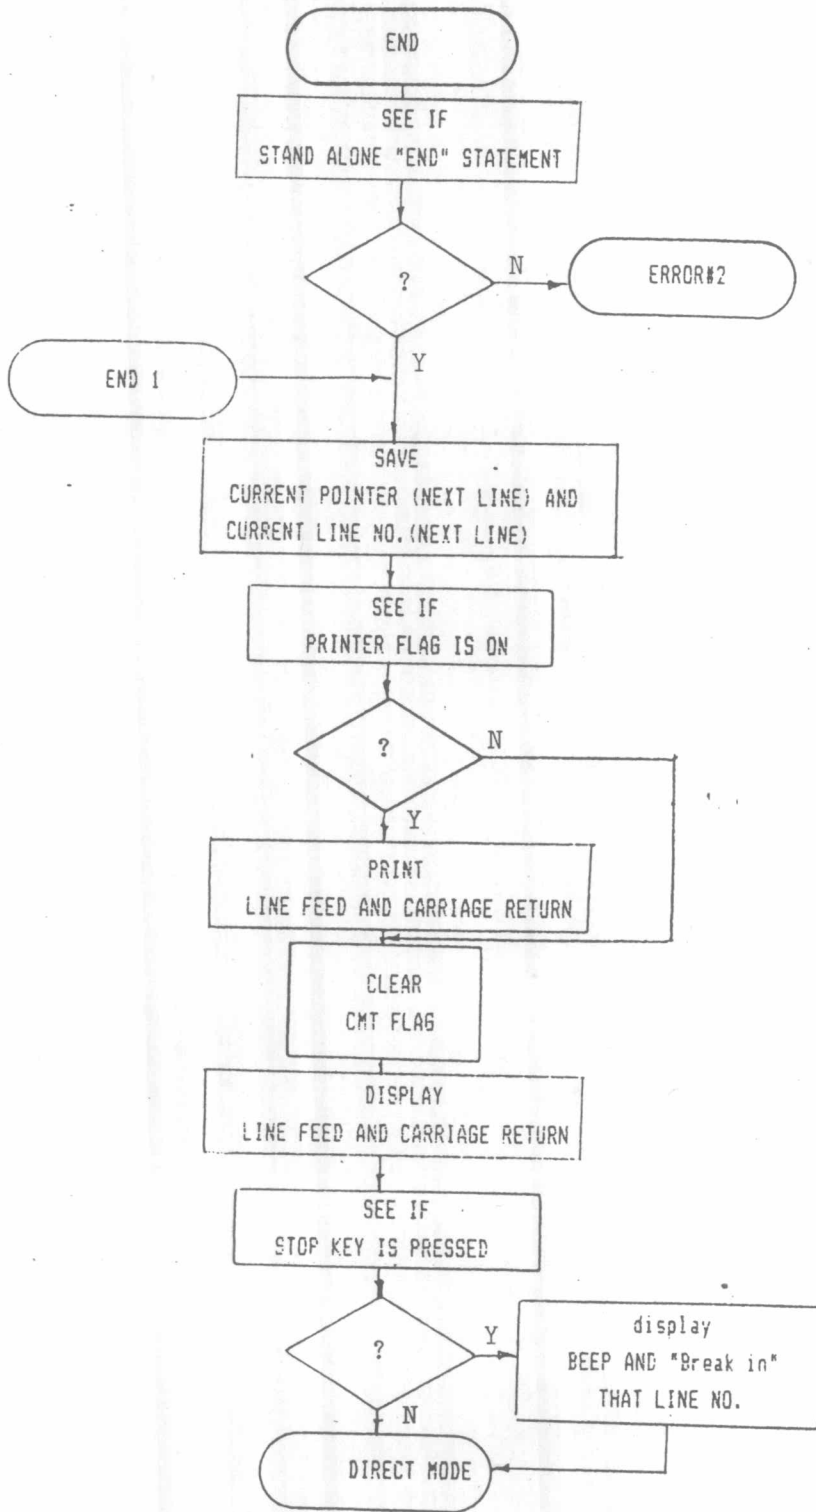 END
SEE IF
STAND ALONE "END" STATEMENT
?
N
ERROR#2
Y
END 1
SAVE
CURRENT POINTER (NEXT LINE) AND
CURRENT LINE NO.(NEXT LINE)
SEE IF
PRINTER FLAG IS ON
?
N
Y
PRINT
LINE FEED AND CARRIAGE RETURN
CLEAR
CMT FLAG
DISPLAY
LINE FEED AND CARRIAGE RETURN
SEE IF
STOP KEY IS PRESSED
?
Y
display
BEEP AND "Break in"
THAT LINE NO.
N
DIRECT MODE